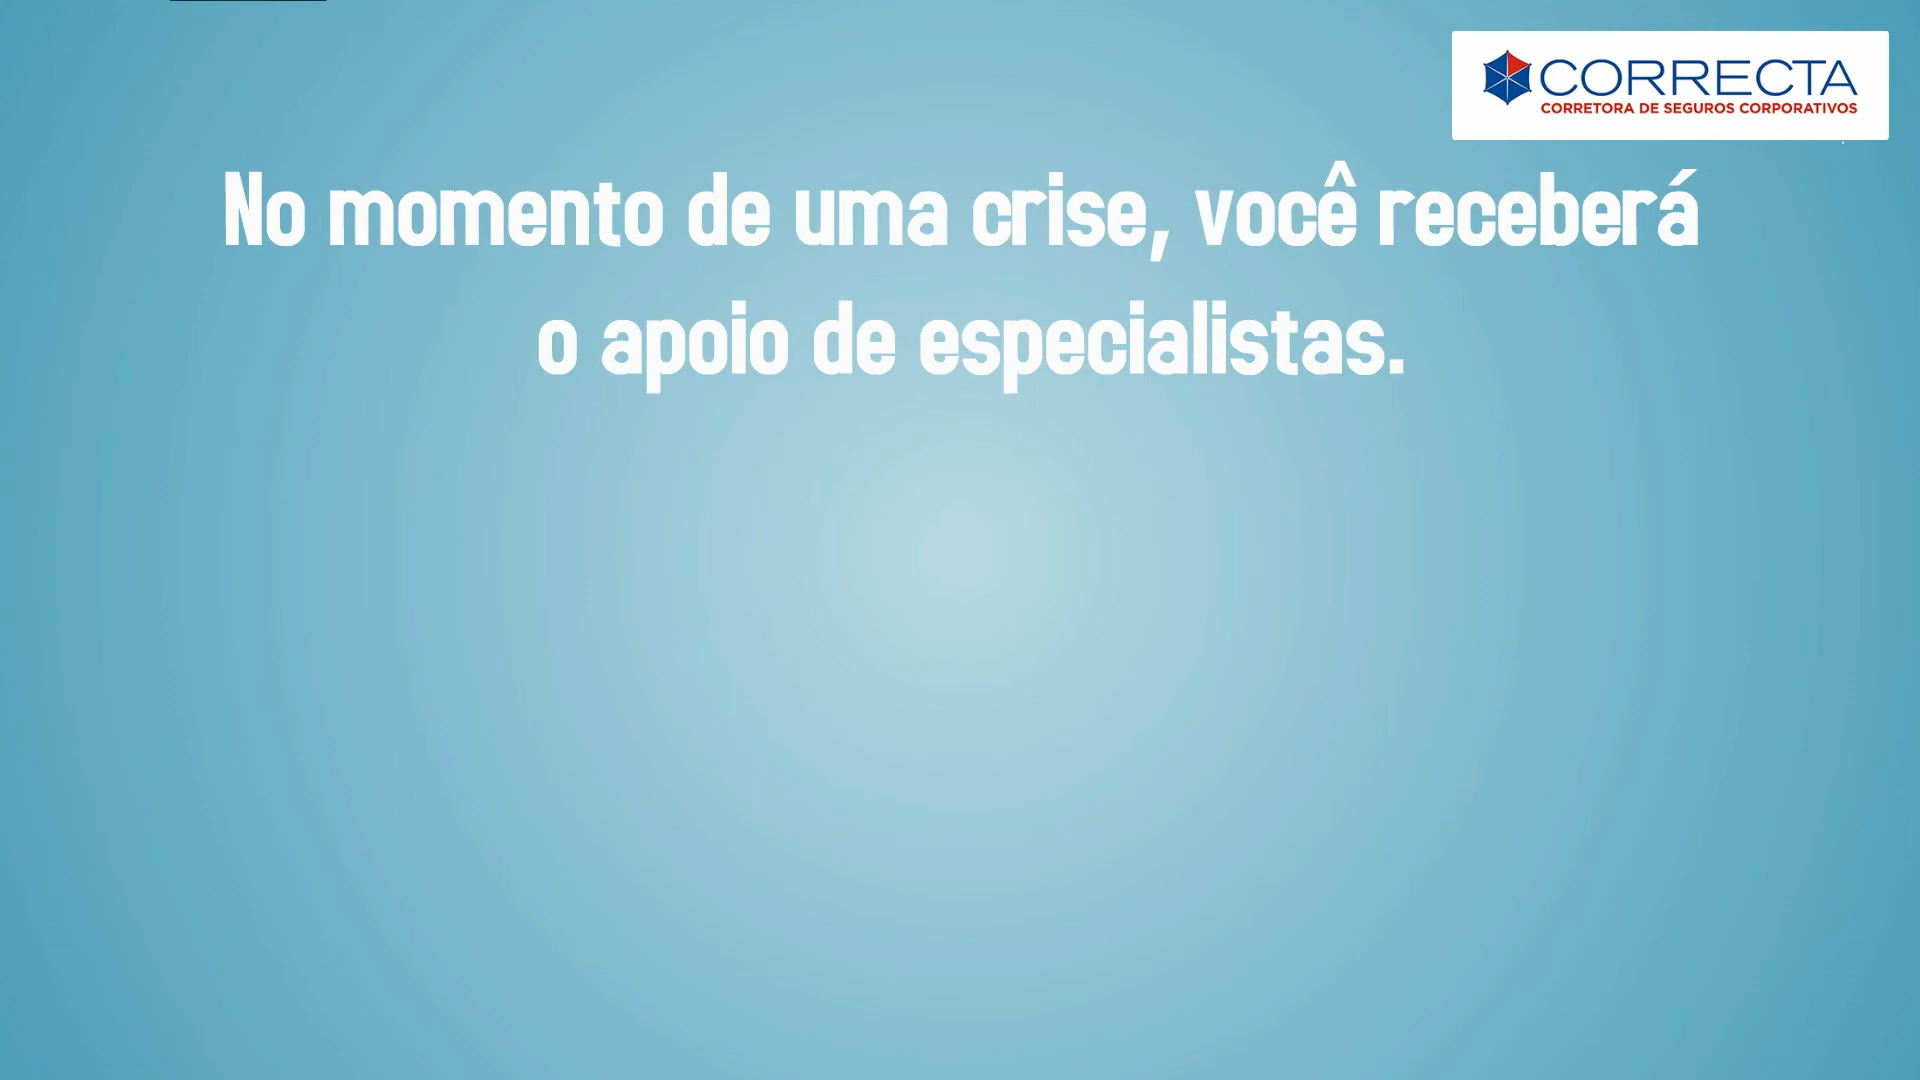 CORRECTA
CORRETORA DE SEGUROS CORPORATIVOS
No momento de uma crise, você receberá
o apoio de especialistas.